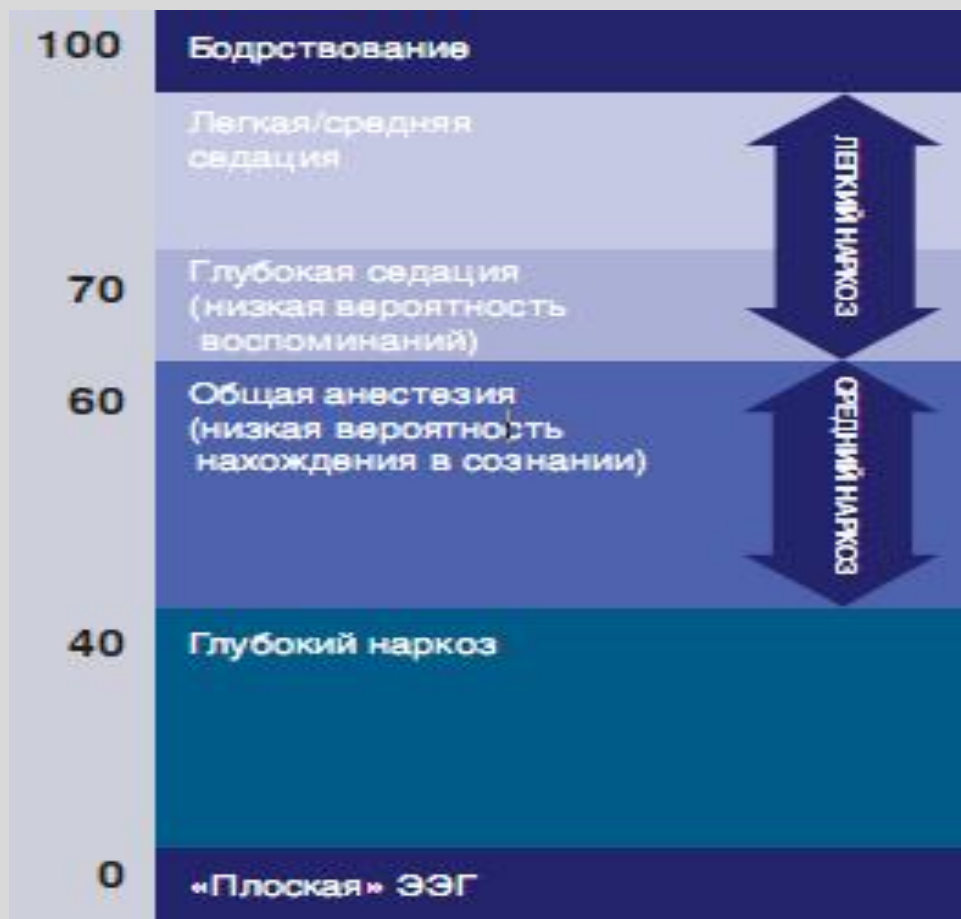 100 Бодрствование
Легкая/средняя
седация
70 Глубокая седация
(низкая вероятность
воспоминаний)
ЛЕГКИЙ НАРКОЗ
60 Общая анестезия
(низкая вероятность
нахождения в сознании)
СРЕДНИЙ НАРКОЗ
40 Глубокий наркоз
0 «Плоская» ЭЭГ